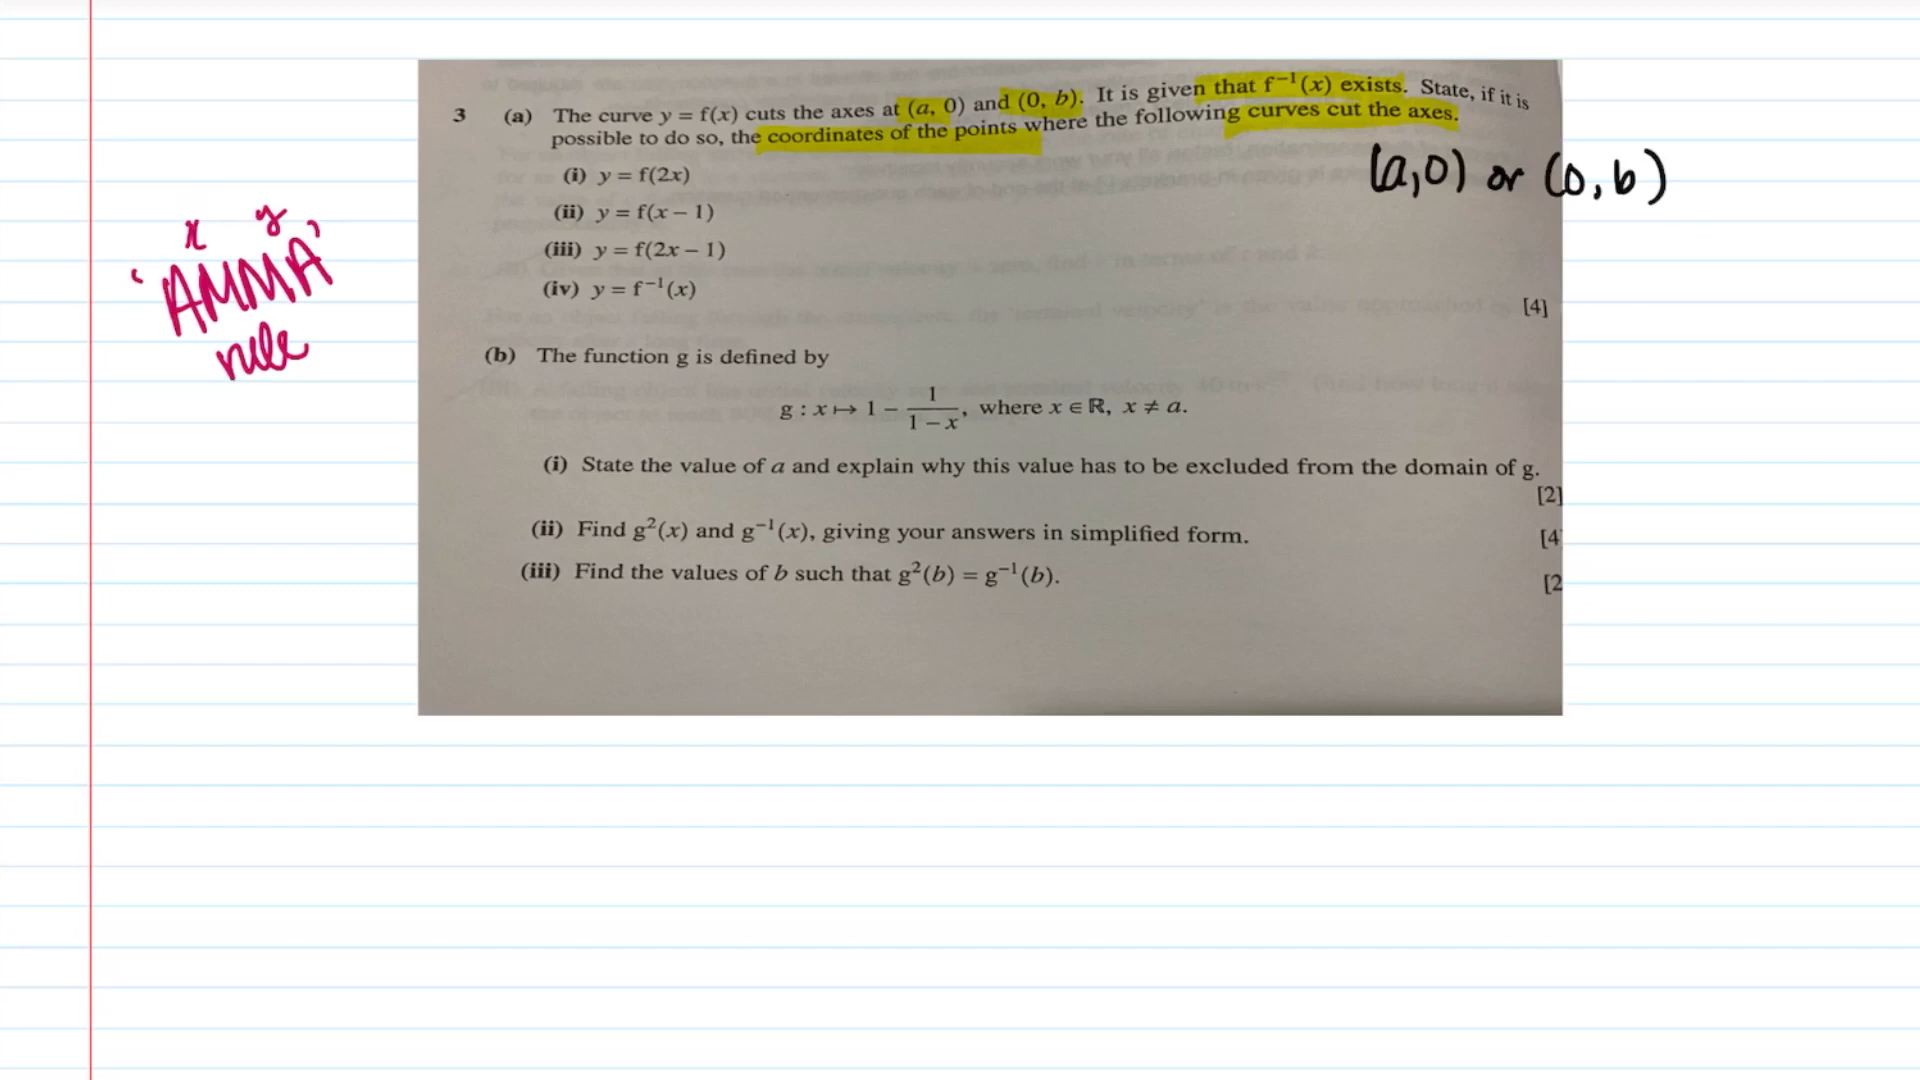 3 (a) The curve y = f(x) cuts the axes at (a, 0) and (0, b). It is given that f⁻¹(x) exists. State, if it is
possible to do so, the coordinates of the points where the following curves cut the axes.
(a,0) or (0,b)
(i) y = f(2x)
(ii) y = f(x – 1)
(iii) y = f(2x – 1)
(iv) y = f⁻¹(x)
[4]
x y
'AMMA'
rule
(b) The function g is defined by
g : x ↦ 1 – 1/(1 – x), where x ∈ ℝ, x ≠ a.
(i) State the value of a and explain why this value has to be excluded from the domain of g.
[2]
(ii) Find g²(x) and g⁻¹(x), giving your answers in simplified form.
[4
(iii) Find the values of b such that g²(b) = g⁻¹(b).
[2